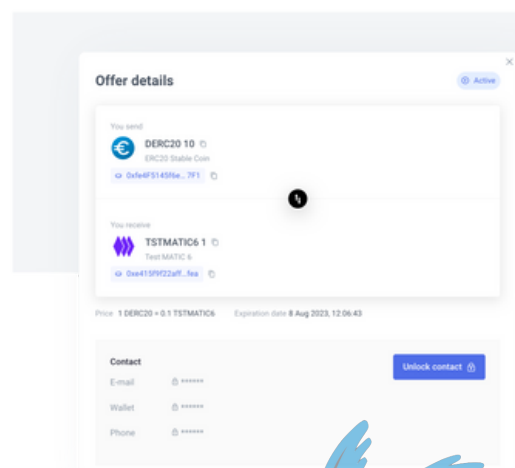 Offer details
Active
You send
DERC20 10
ERC20 Stable Coin
0xfe4F5145f6e... 7F1
You receive
TSTMATIC6 1
Test MATIC 6
0xe415f9f22aff...fea
Price 1 DERC20 = 0.1 TSTMATIC6 Expiration date 8 Aug 2023, 12:06:43
Contact
Unlock contact
E-mail ******
Wallet ******
Phone ******